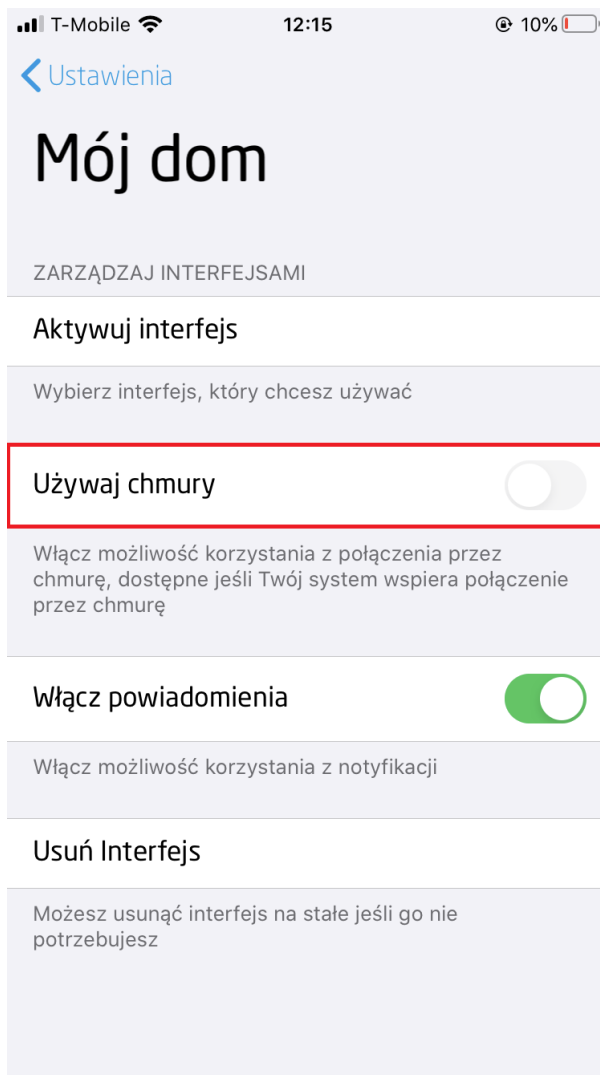 T-Mobile 12:15 10%
Ustawienia
Mój dom
ZARZĄDZAJ INTERFEJSAMI
Aktywuj interfejs
Wybierz interfejs, który chcesz używać
Używaj chmury
Włącz możliwość korzystania z połączenia przez
chmurę, dostępne jeśli Twój system wspiera połączenie
przez chmurę
Włącz powiadomienia
Włącz możliwość korzystania z notyfikacji
Usuń Interfejs
Możesz usunąć interfejs na stałe jeśli go nie
potrzebujesz